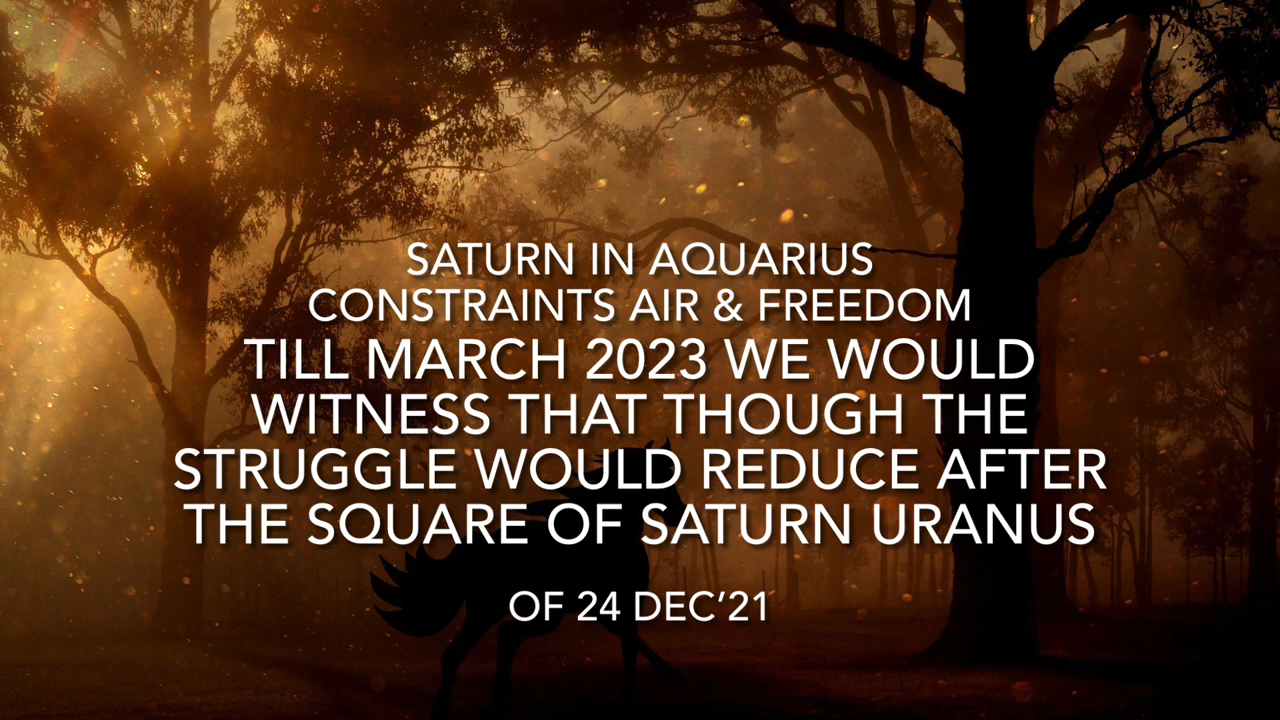 SATURN IN AQUARIUS
CONSTRAINTS AIR & FREEDOM
TILL MARCH 2023 WE WOULD
WITNESS THAT THOUGH THE
STRUGGLE WOULD REDUCE AFTER
THE SQUARE OF SATURN URANUS
OF 24 DEC’21